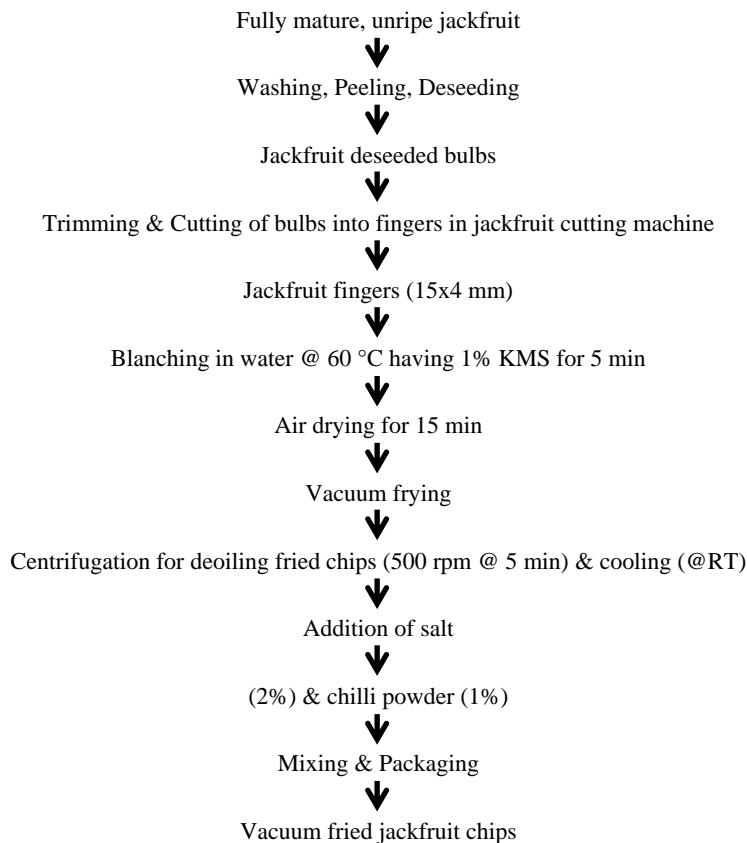 Fully mature, unripe jackfruit
Washing, Peeling, Deseeding
Jackfruit deseeded bulbs
Trimming & Cutting of bulbs into fingers in jackfruit cutting machine
Jackfruit fingers (15x4 mm)
Blanching in water @ 60 °C having 1% KMS for 5 min
Air drying for 15 min
Vacuum frying
Centrifugation for deoiling fried chips (500 rpm @ 5 min) & cooling (@RT)
Addition of salt
(2%) & chilli powder (1%)
Mixing & Packaging
Vacuum fried jackfruit chips